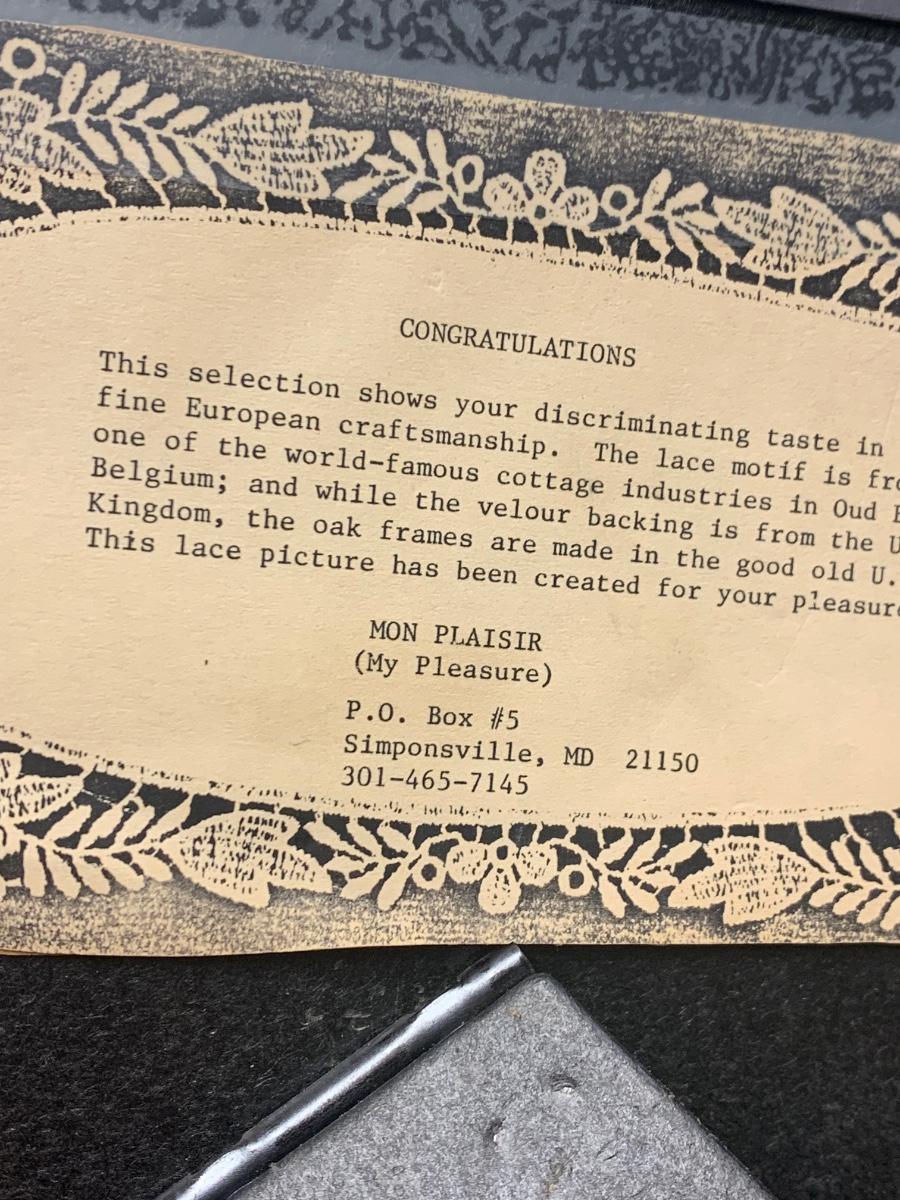 CONGRATULATIONS
This selection shows your discriminating taste in
fine European craftsmanship. The lace motif is
one of the world-famous cottage industries in Oud
Belgium; and while the velour backing is from the
Kingdom, the oak frames are made in the good old U.
This lace picture has been created for your
MON PLAISIR
(My Pleasure)
P.O. Box #5
Simponsville, MD 21150
301-465-7145